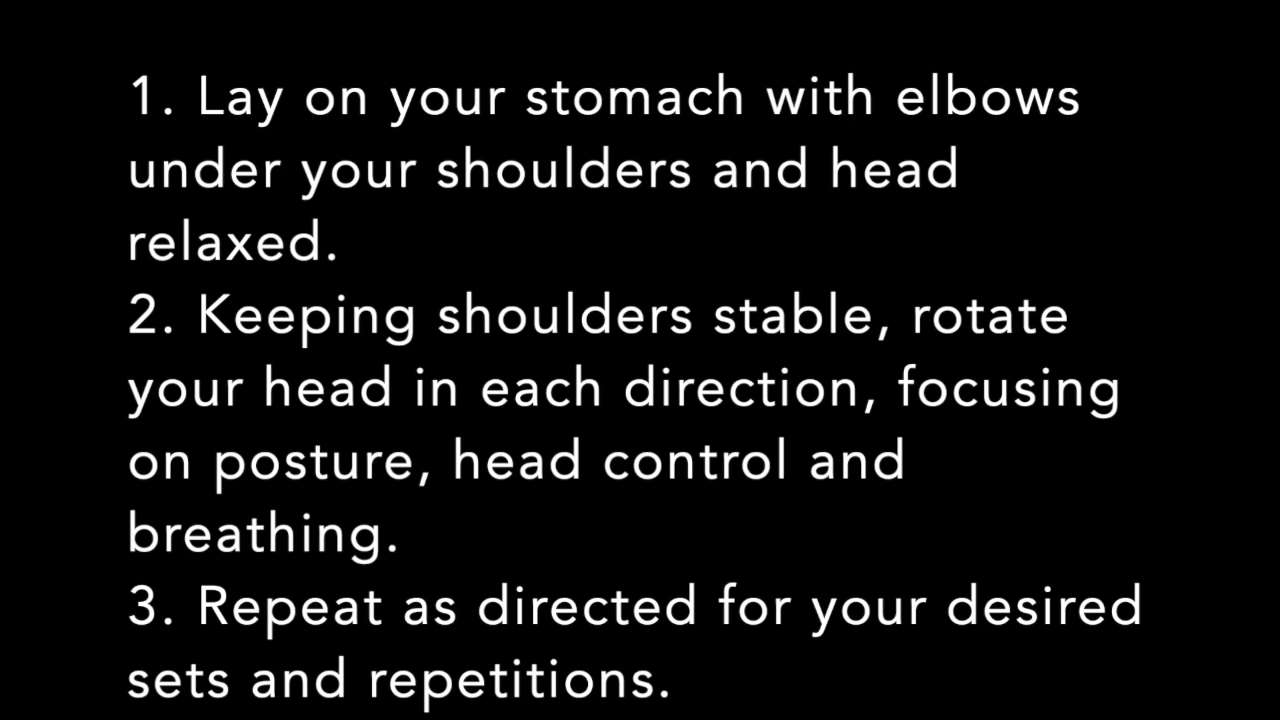 1. Lay on your stomach with elbows
under your shoulders and head
relaxed.
2. Keeping shoulders stable, rotate
your head in each direction, focusing
on posture, head control and
breathing.
3. Repeat as directed for your desired
sets and repetitions.